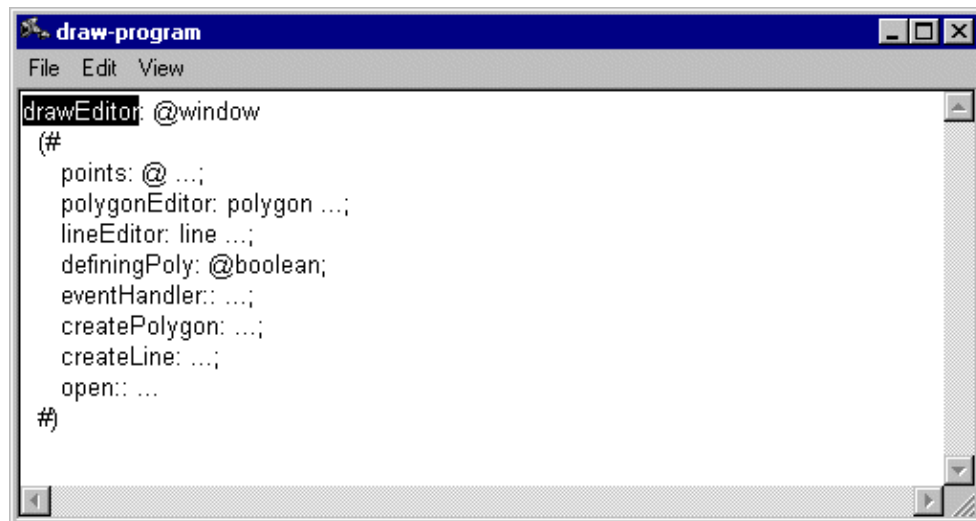 draw-program
File Edit View
drawEditor: @window
(#
points: @ ...;
polygonEditor: polygon ...;
lineEditor: line ...;
definingPoly: @boolean;
eventHandler:: ...;
createPolygon: ...;
createLine: ...;
open:: ...
#)